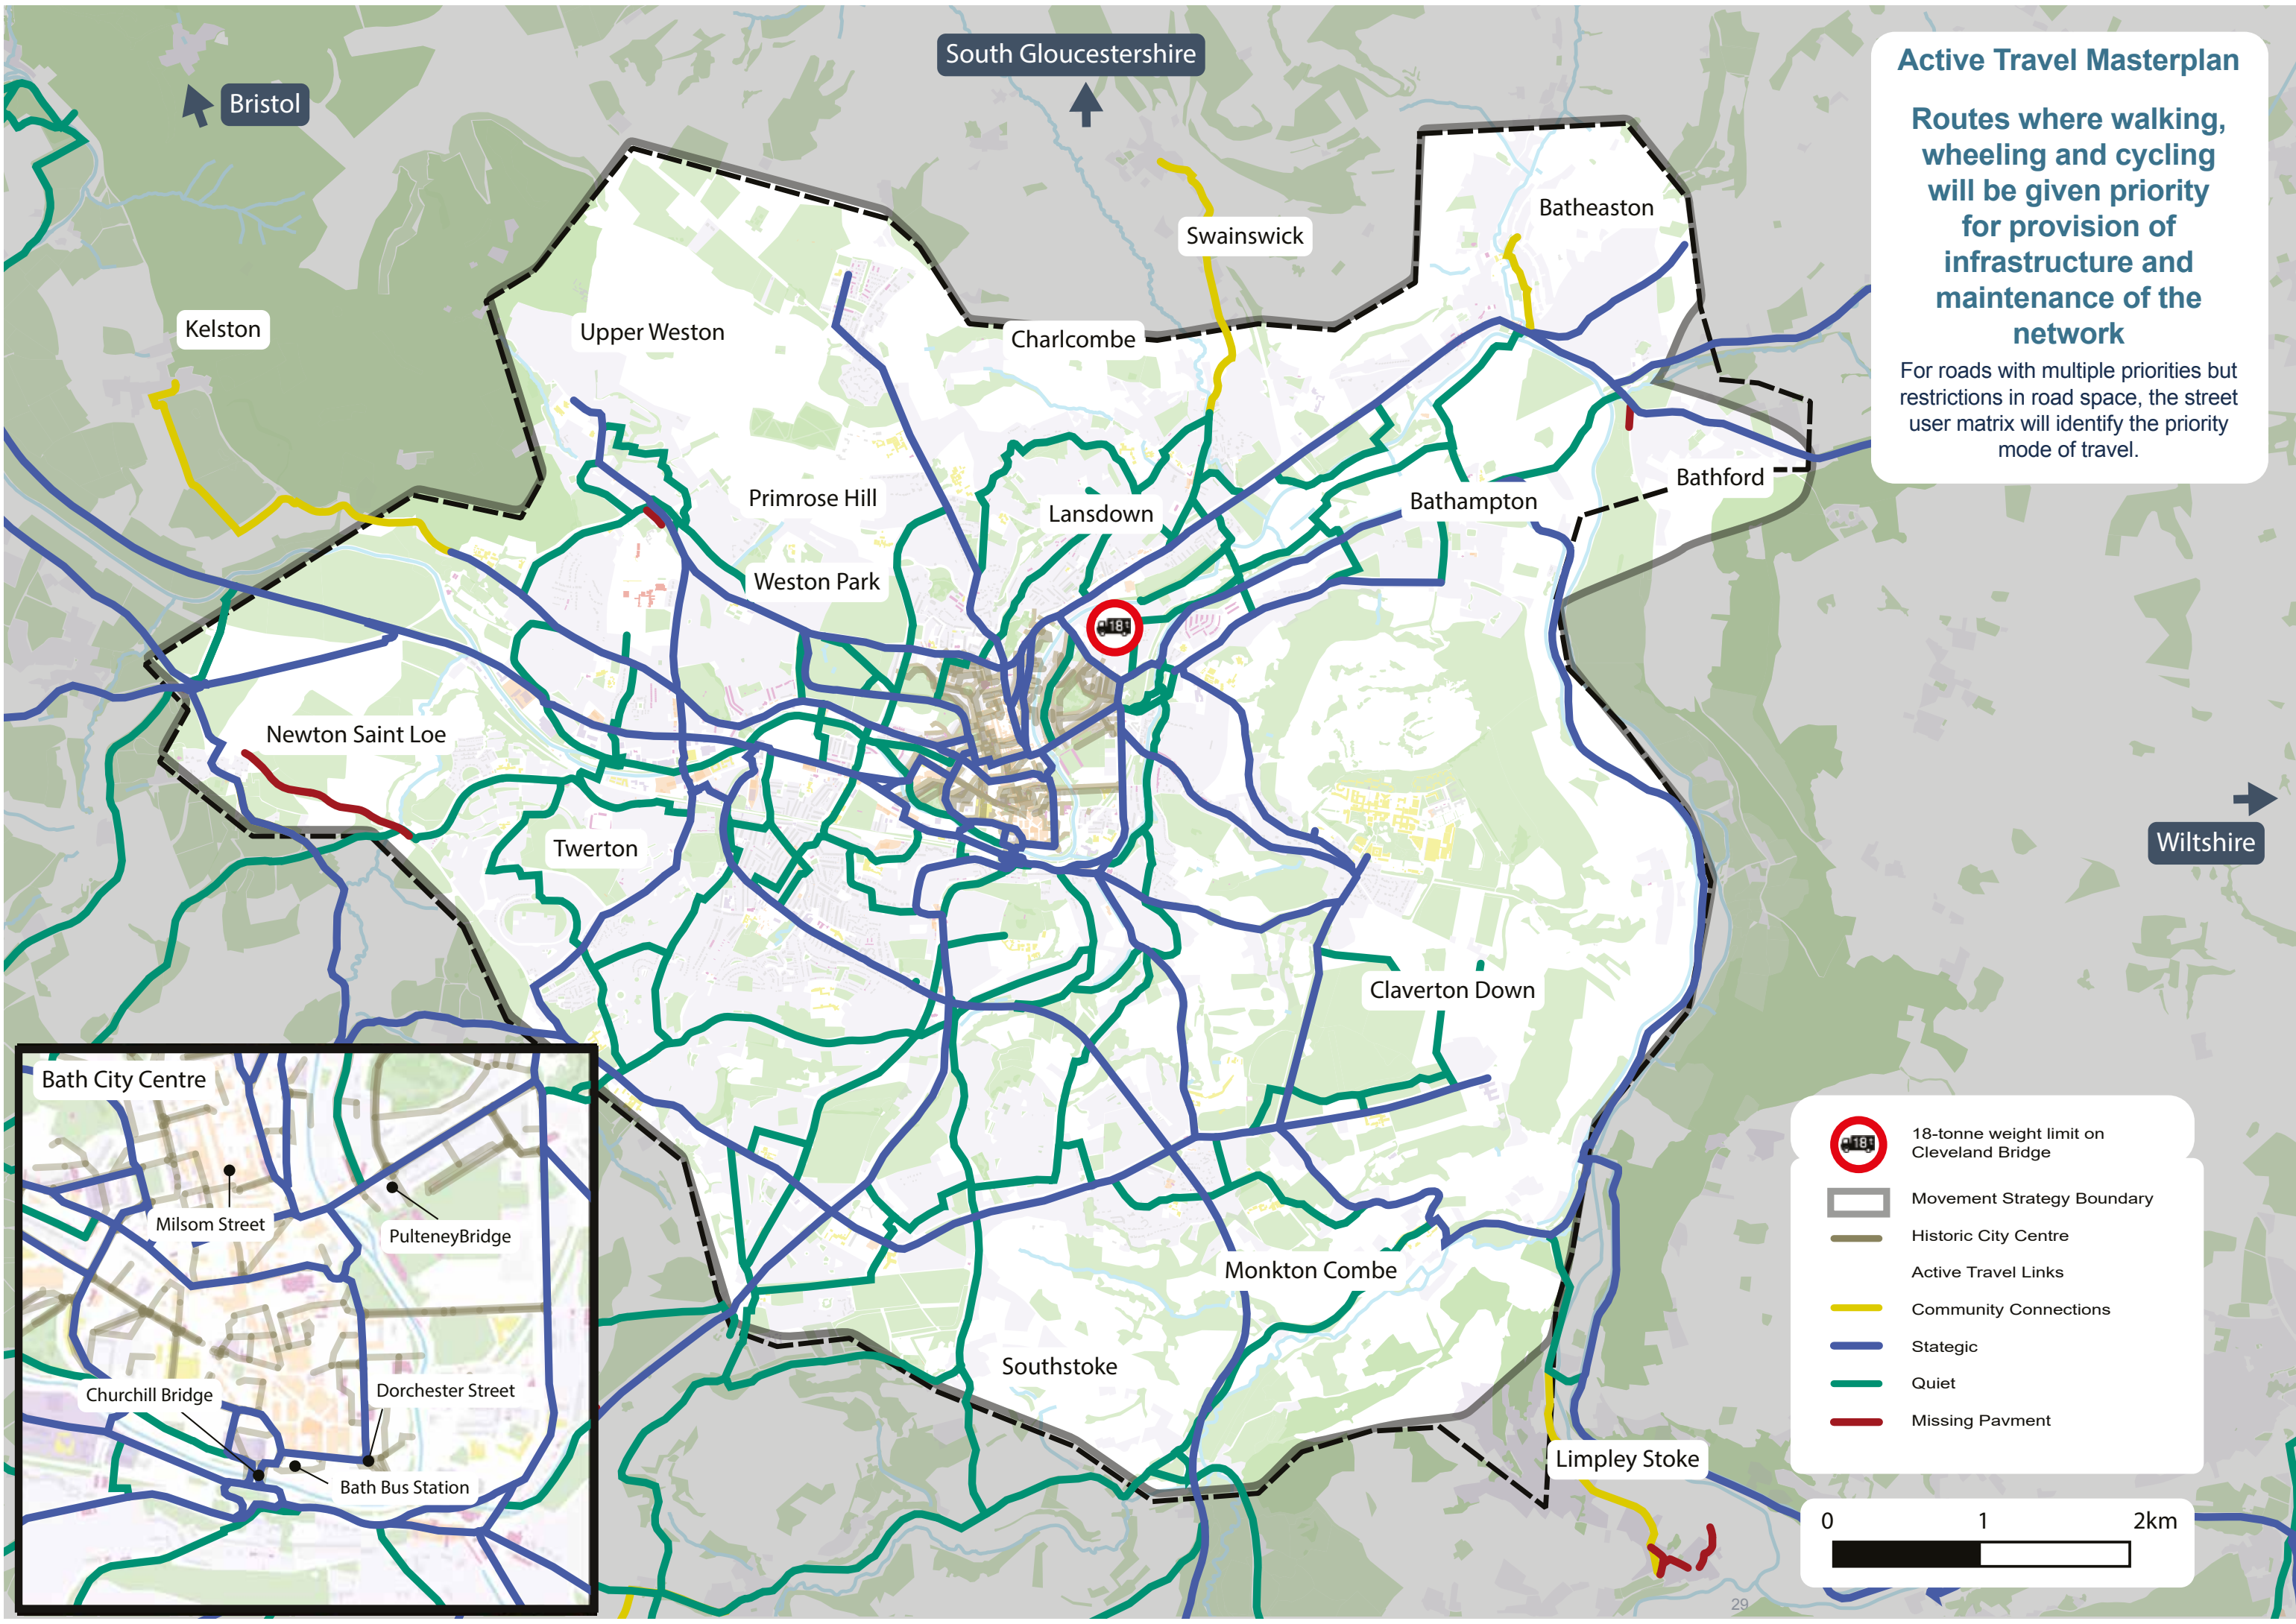 South Gloucestershire
Bristol
Active Travel Masterplan
Routes where walking,
wheeling and cycling
will be given priority
for provision of
infrastructure and
maintenance of the
network
For roads with multiple priorities but
restrictions in road space, the street
user matrix will identify the priority
mode of travel.
Batheaston
Swainswick
Kelston
Upper Weston
Charlcombe
Primrose Hill
Lansdown
Bathampton
Bathford
Weston Park
18t
Newton Saint Loe
Twerton
Wiltshire
Claverton Down
Monkton Combe
Southstoke
Limpley Stoke
Bath City Centre
Milsom Street
PulteneyBridge
Churchill Bridge
Dorchester Street
Bath Bus Station
18t
18-tonne weight limit on
Cleveland Bridge
Movement Strategy Boundary
Historic City Centre
Active Travel Links
Community Connections
Stategic
Quiet
Missing Pavment
0 1 2km
29